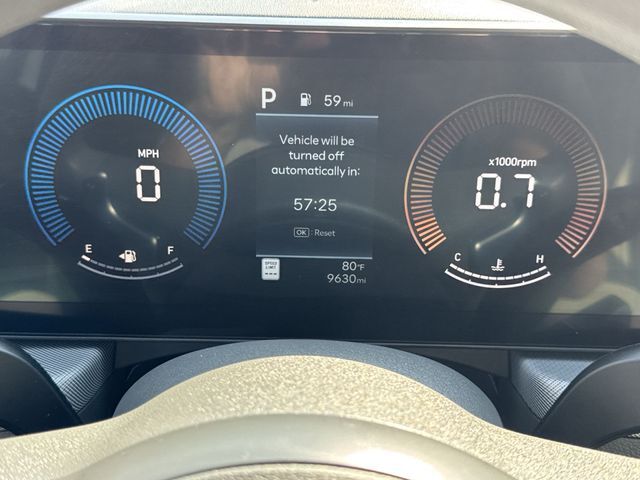 P 59 mi
Vehicle will be
turned off
automatically in:
57:25
OK : Reset
MPH
0
E F
x1000rpm
0.7
C H
SPEED
LIMIT
---
80°F
9630mi